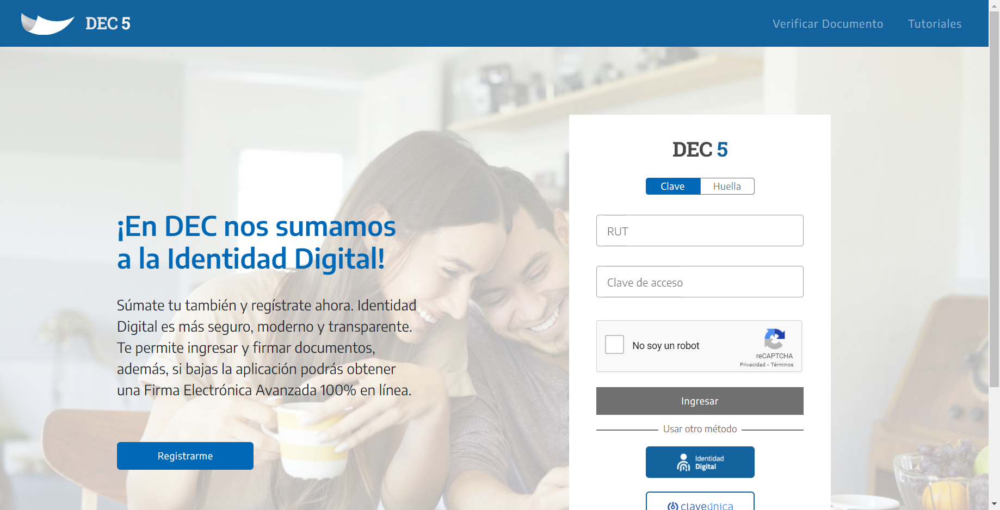 DEC 5
Verificar Documento
Tutoriales
¡En DEC nos sumamos
a la Identidad Digital!
Súmate tu también y regístrate ahora. Identidad
Digital es más seguro, moderno y transparente.
Te permite ingresar y firmar documentos,
además, si bajas la aplicación podrás obtener
una Firma Electrónica Avanzada 100% en línea.
Registrarme
DEC 5
Clave
Huella
RUT
Clave de acceso
No soy un robot
reCAPTCHA
Privacidad - Términos
Ingresar
Usar otro método
Identidad
Digital
claveúnica